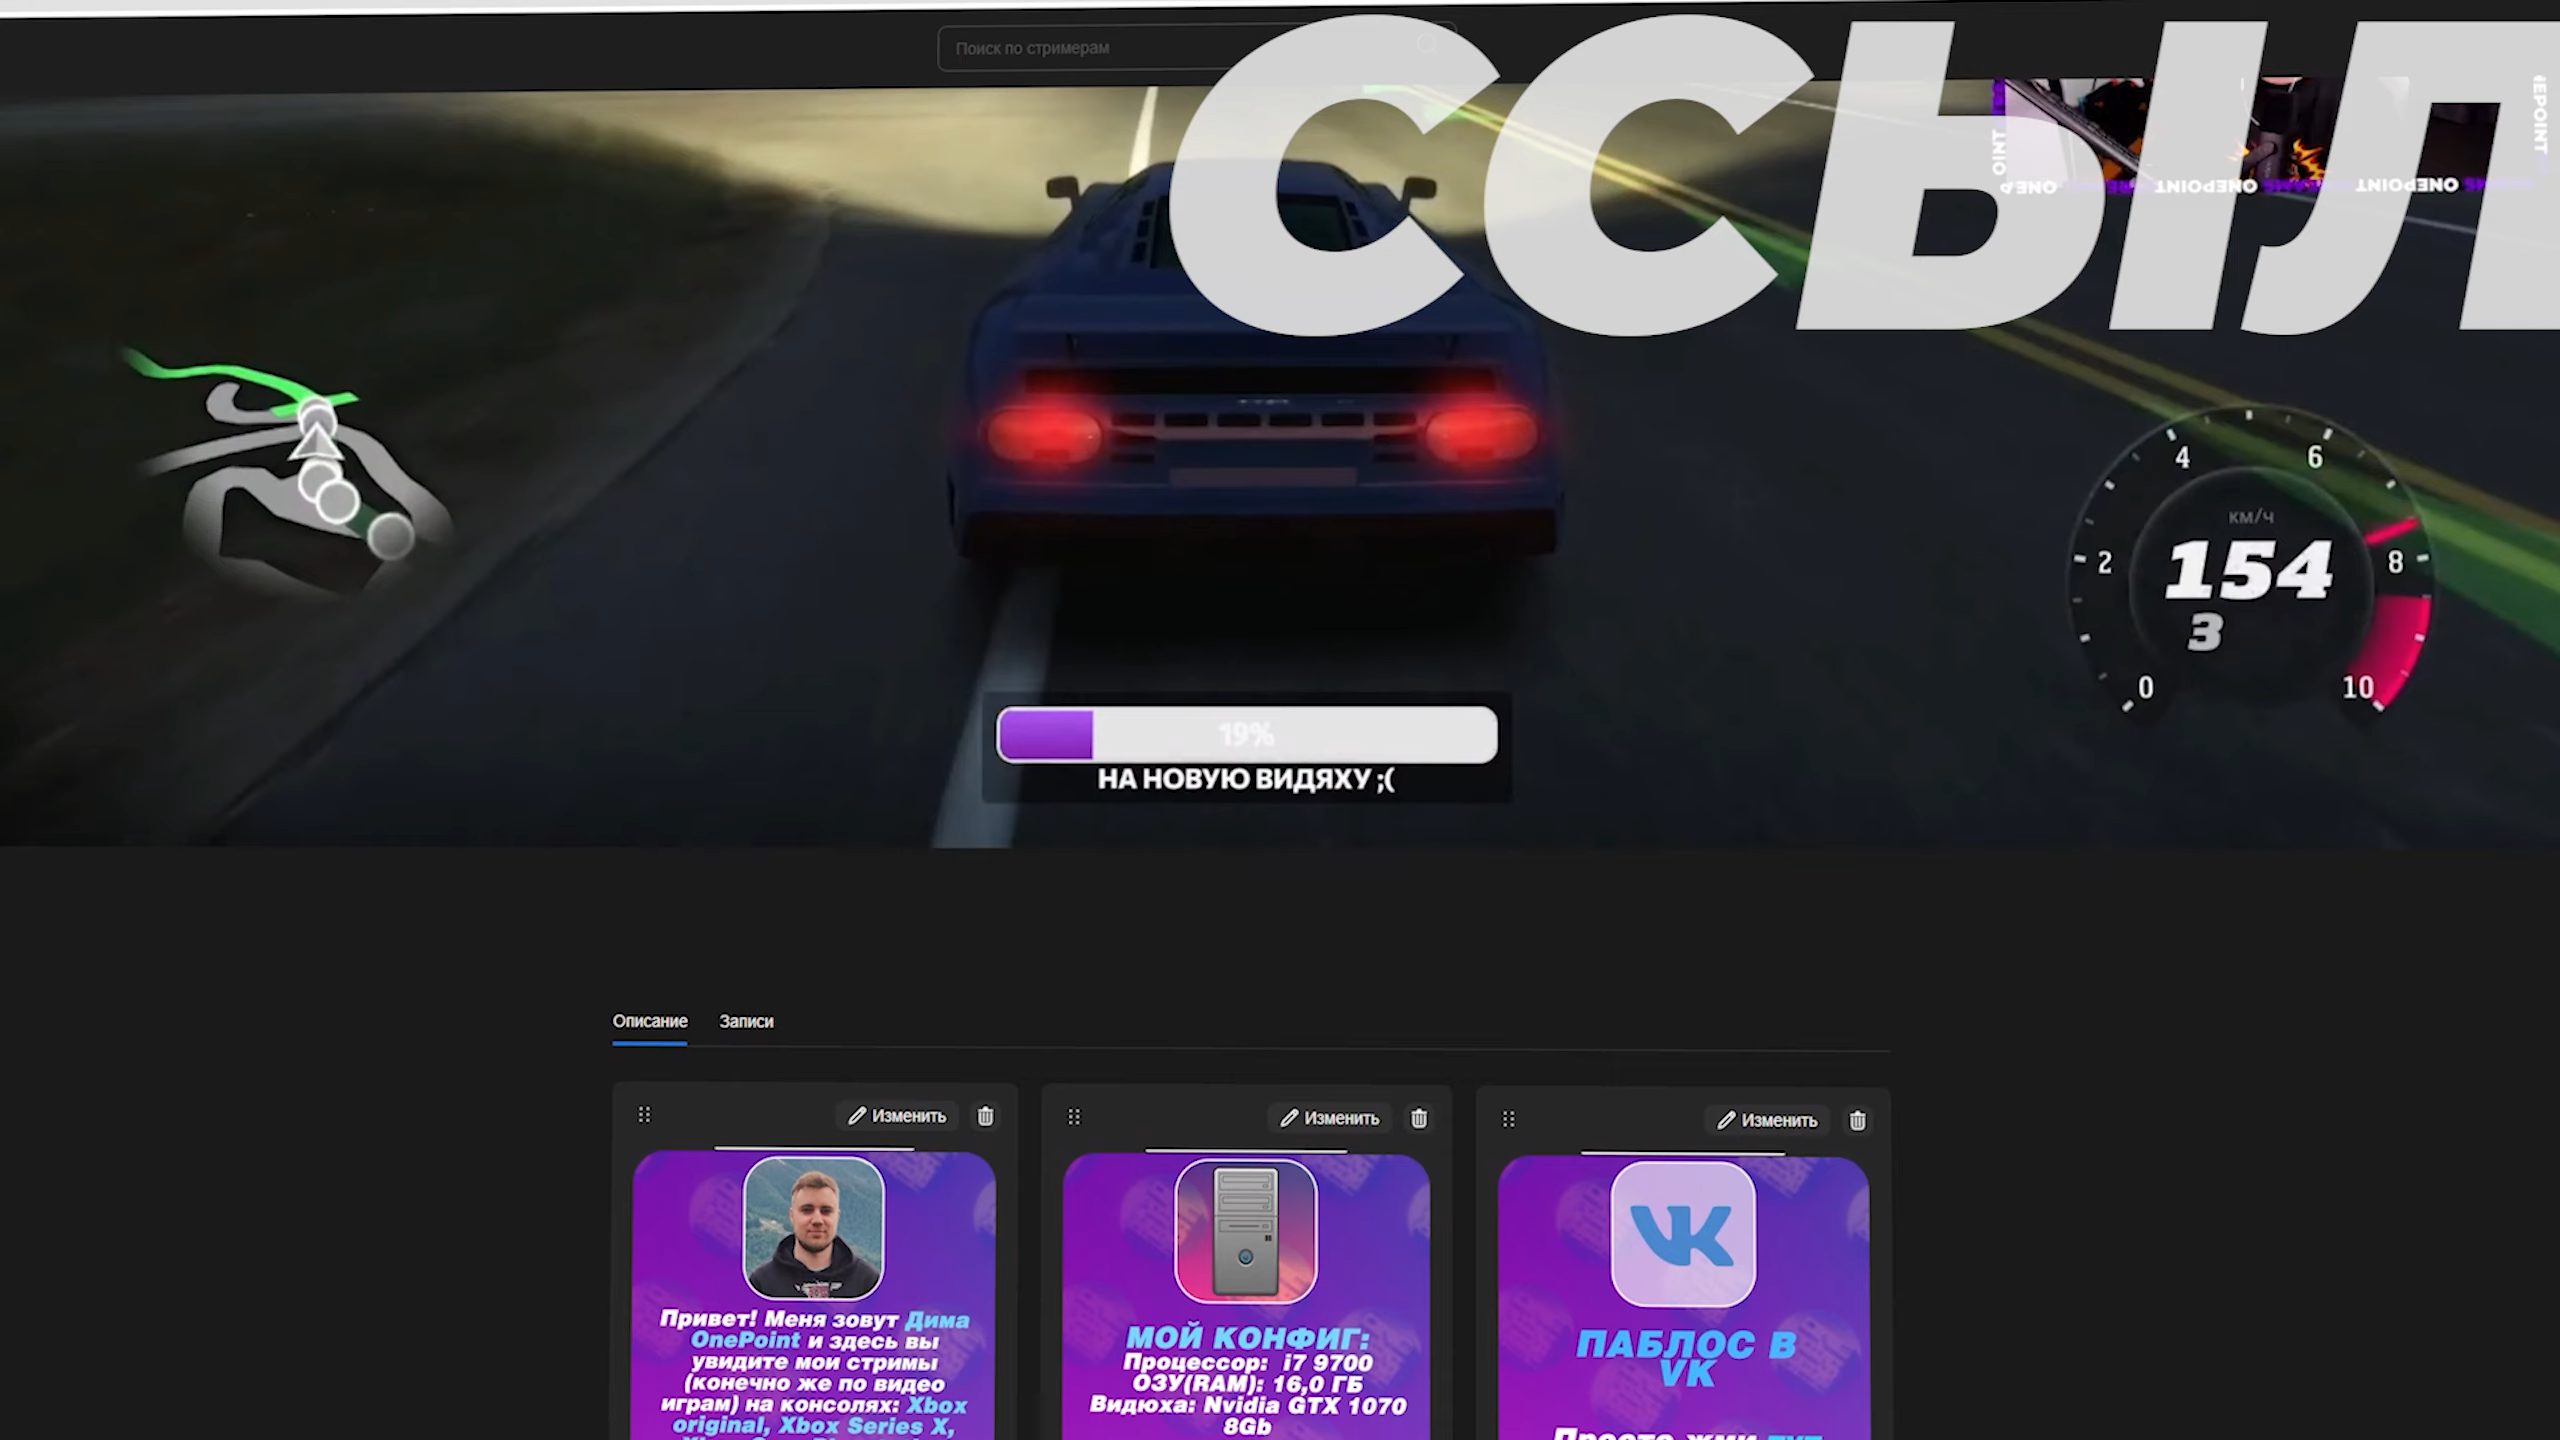 Поиск по стримерам
ССЫЛ
ONEPOINT
ONEPOINT
4
6
км/ч
2
154
8
3
0
10
19%
НА НОВУЮ ВИДЯХУ ;(
Описание
Записи
Изменить
Изменить
Изменить
Привет! Меня зовут Дима
OnePoint и здесь вы
увидите мои стримы
(конечно же по видео
играм) на консолях: Xbox
original, Xbox Series X,
МОЙ КОНФИГ:
Процессор: i7 9700
ОЗУ(RAM): 16,0 ГБ
Видюха: Nvidia GTX 1070
8Gb
VK
ПАБЛОС В
VK